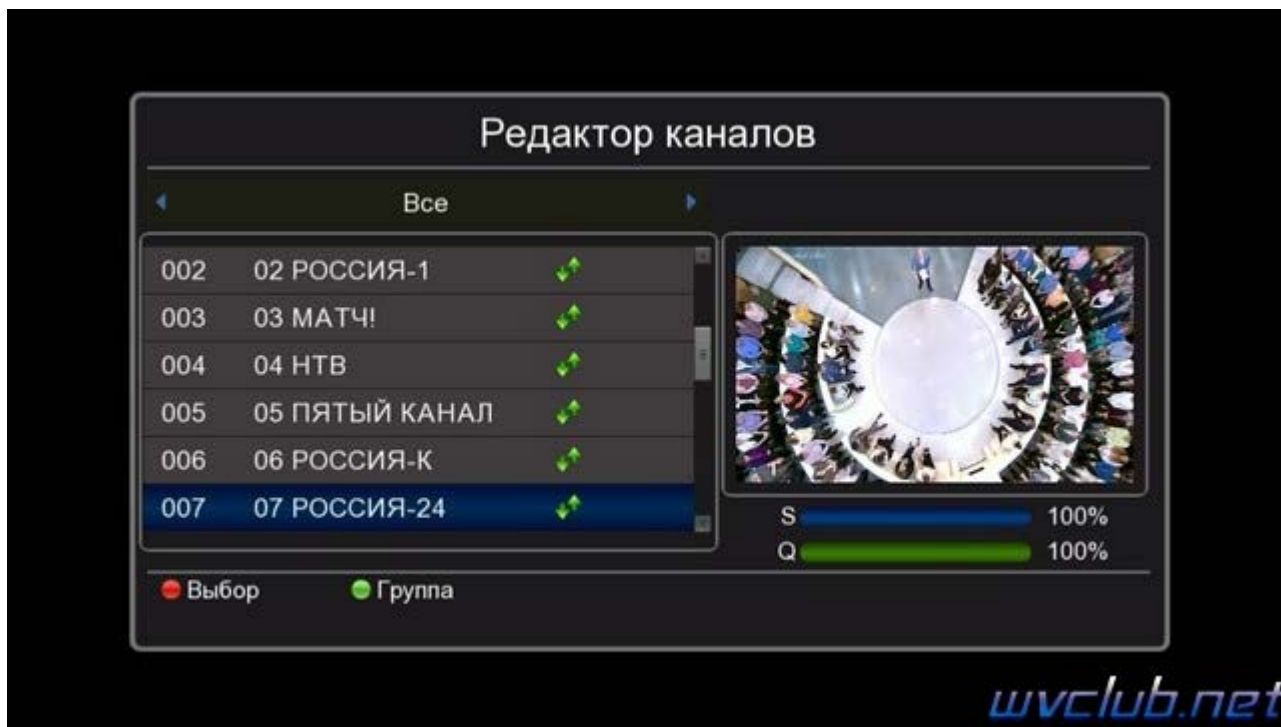 Редактор каналов
Все
002 02 РОССИЯ-1
003 03 МАТЧ!
004 04 НТВ
005 05 ПЯТЫЙ КАНАЛ
006 06 РОССИЯ-К
007 07 РОССИЯ-24
S 100%
Q 100%
Выбор Группа
wvclub.net